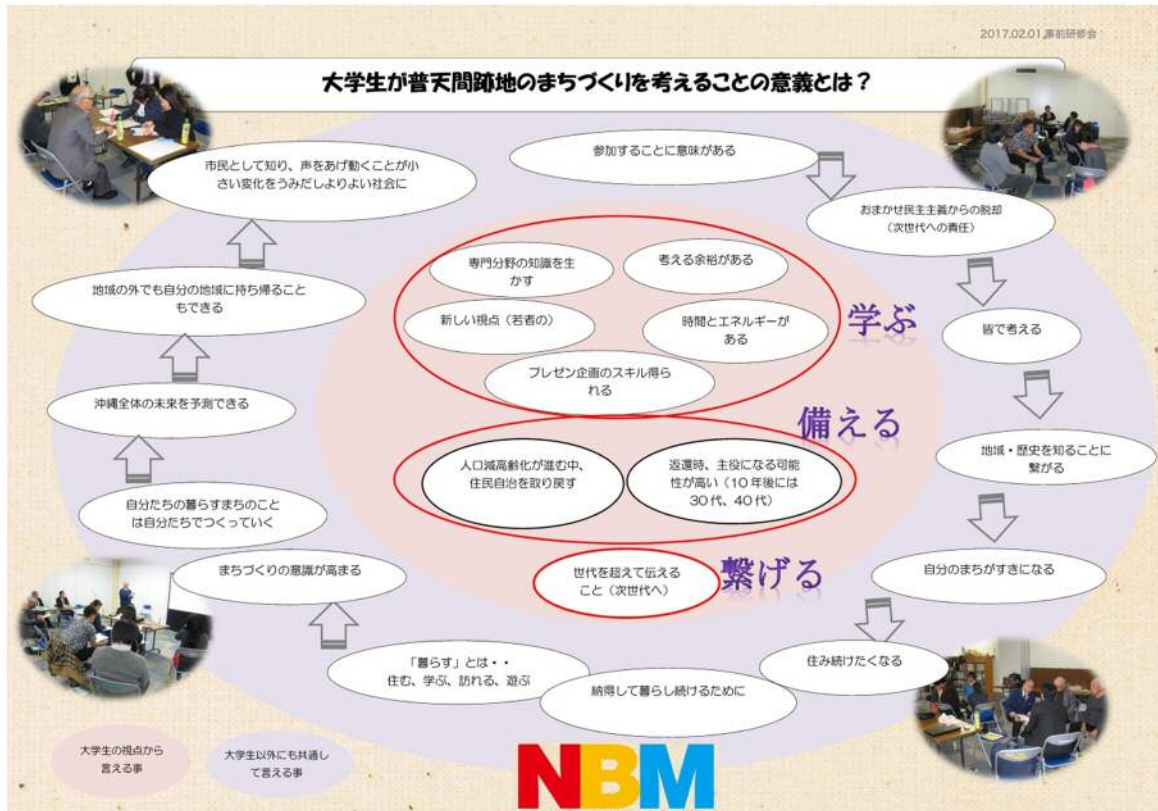 2017.02.01事前研修会
大学生が普天間跡地のまちづくりを考えることの意義とは？
参加することに意味がある
おまかせ民主主義からの脱却
（次世代への責任）
皆で考える
地域・歴史を知ることに
繋がる
自分のまちがすきになる
住み続けたくなる
納得して暮らし続けるために
「暮らす」とは・・
住む、学ぶ、訪れる、遊ぶ
まちづくりの意識が高まる
自分たちの暮らすまちのこと
は自分たちでつくっていく
沖縄全体の未来を予測できる
地域の外でも自分の地域に持ち帰ること
もできる
市民として知り、声をあげ動くことが小
さい変化をうみだしよりよい社会に
専門分野の知識を生
かす
考える余裕がある
新しい視点（若者の）
時間とエネルギーが
ある
プレゼン企画のスキル得ら
れる
学ぶ
備える
人口減高齢化が進む中、
住民自治を取り戻す
返還時、主役になる可能
性が高い（10年後には
30代、40代）
世代を超えて伝える
こと（次世代へ）
繋げる
大学生の視点から
言える事
大学生以外にも共通し
て言える事
NBM